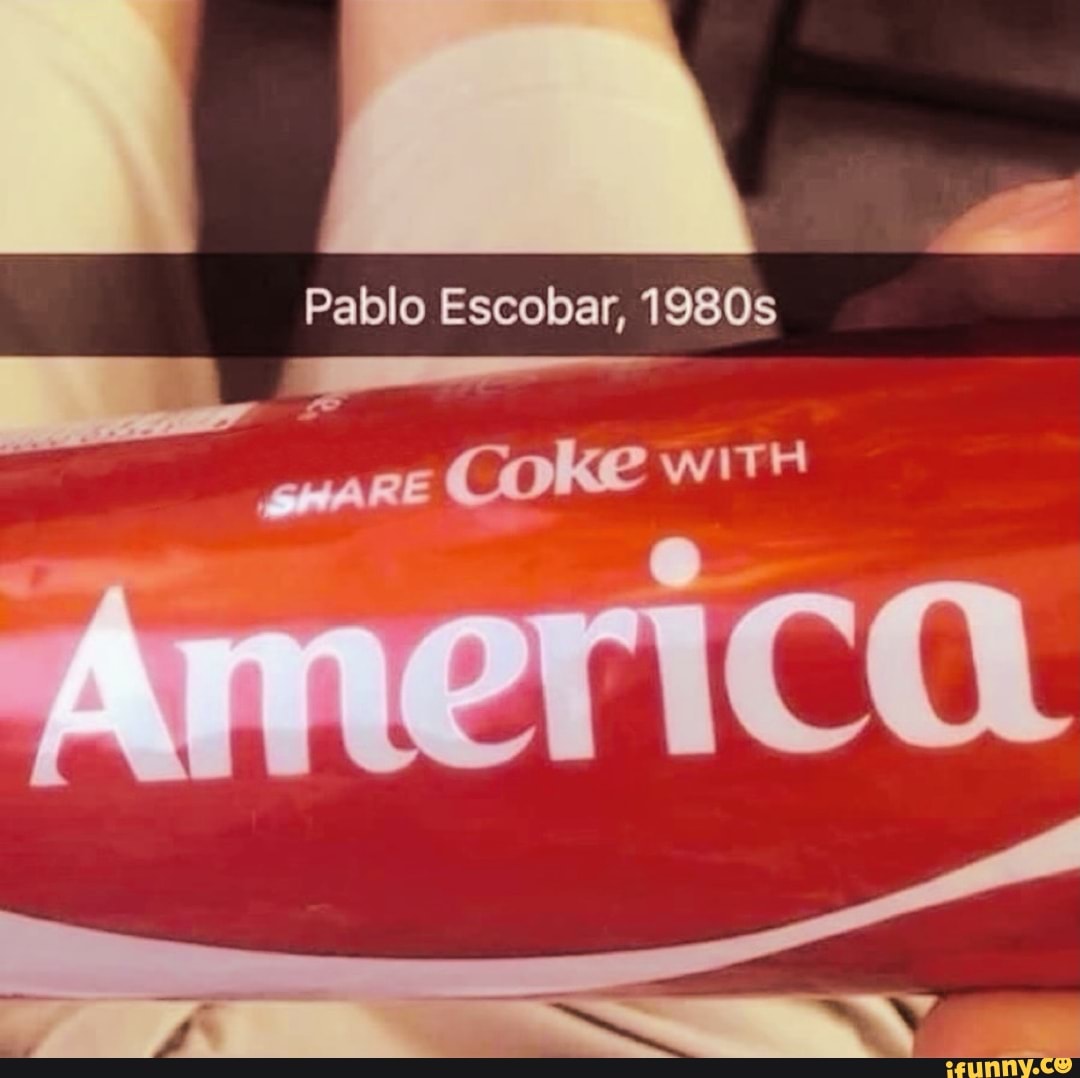 Pablo Escobar, 1980s
SHARE Coke WITH
America
ifunny.co